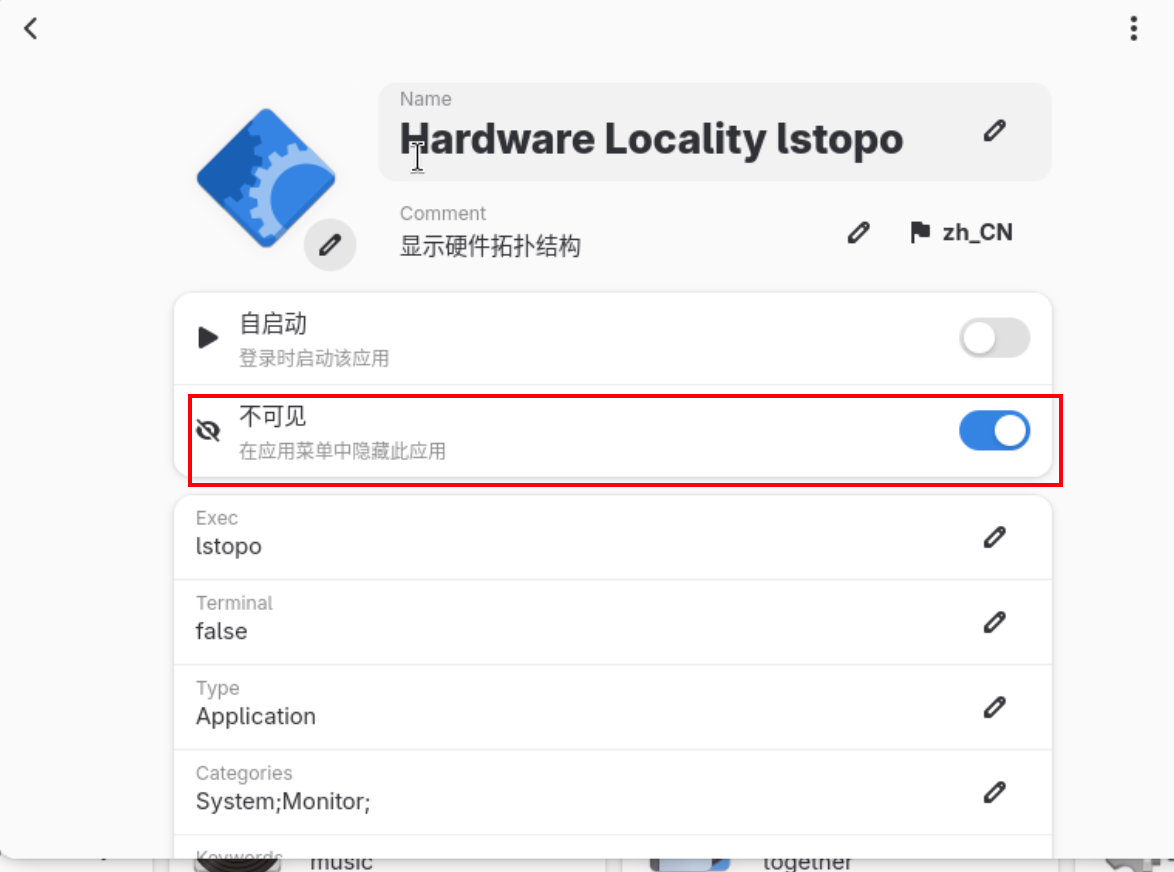 Name
Hardware Locality lstopo
Comment
显示硬件拓扑结构
zh_CN
自启动
登录时启动该应用
不可见
在应用菜单中隐藏此应用
Exec
lstopo
Terminal
false
Type
Application
Categories
System;Monitor;
Keywords
music
together